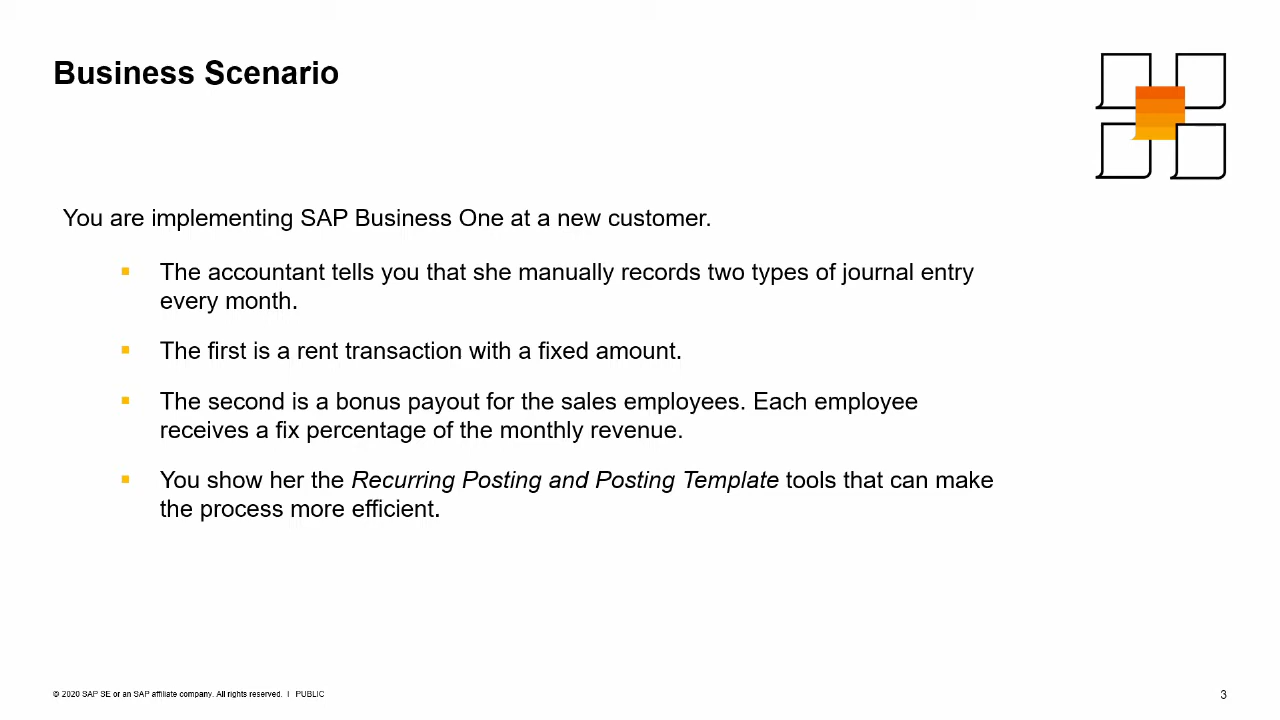 Business Scenario
You are implementing SAP Business One at a new customer.
▪ The accountant tells you that she manually records two types of journal entry
every month.
▪ The first is a rent transaction with a fixed amount.
▪ The second is a bonus payout for the sales employees. Each employee
receives a fix percentage of the monthly revenue.
▪ You show her the Recurring Posting and Posting Template tools that can make
the process more efficient.
© 2020 SAP SE or an SAP affiliate company. All rights reserved. I PUBLIC
3